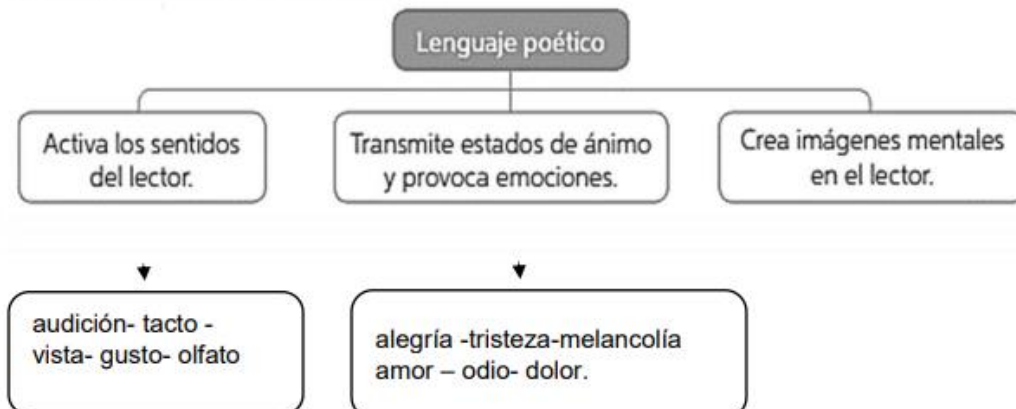 Lenguaje poético
Activa los sentidos
del lector.
Transmite estados de ánimo
y provoca emociones.
Crea imágenes mentales
en el lector.
audición- tacto -
vista- gusto- olfato
alegría -tristeza-melancolía
amor – odio- dolor.